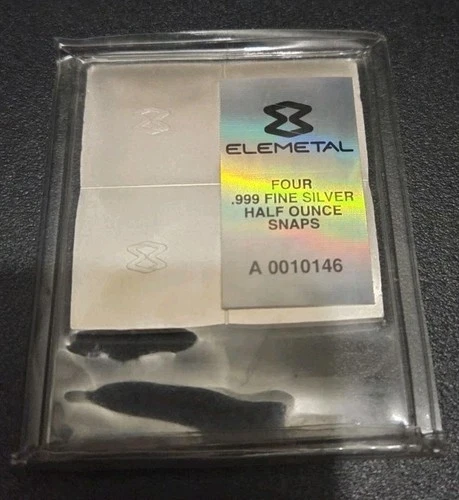 ELEMETAL
FOUR
.999 FINE SILVER
HALF OUNCE
SNAPS
A 0010146